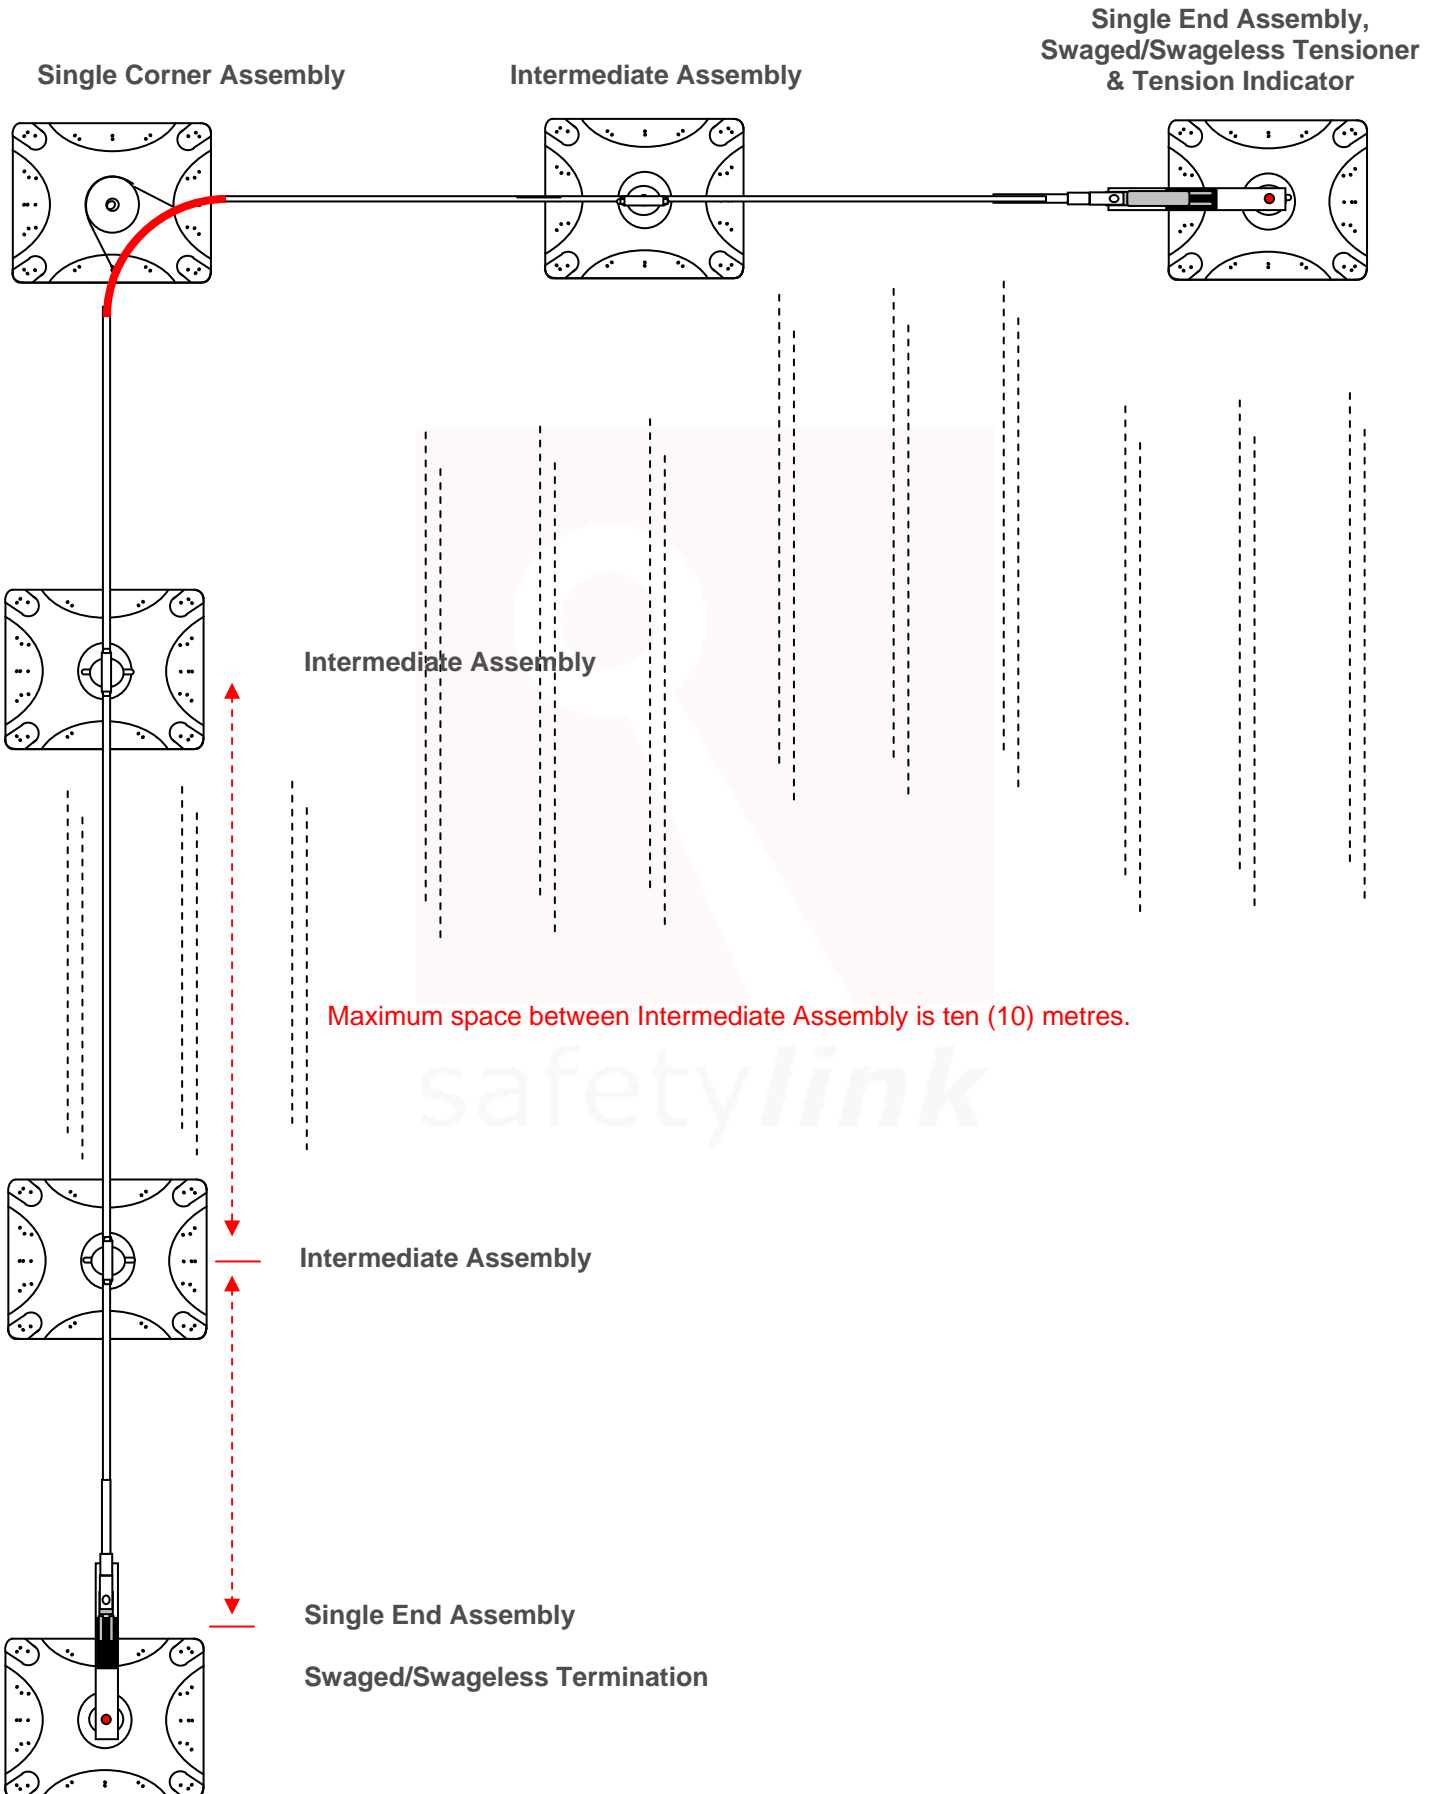 Single End Assembly,
Swaged/Swageless Tensioner
& Tension Indicator
Single Corner Assembly
Intermediate Assembly
Intermediate Assembly
Maximum space between Intermediate Assembly is ten (10) metres.
safetylink
Intermediate Assembly
Single End Assembly
Swaged/Swageless Termination